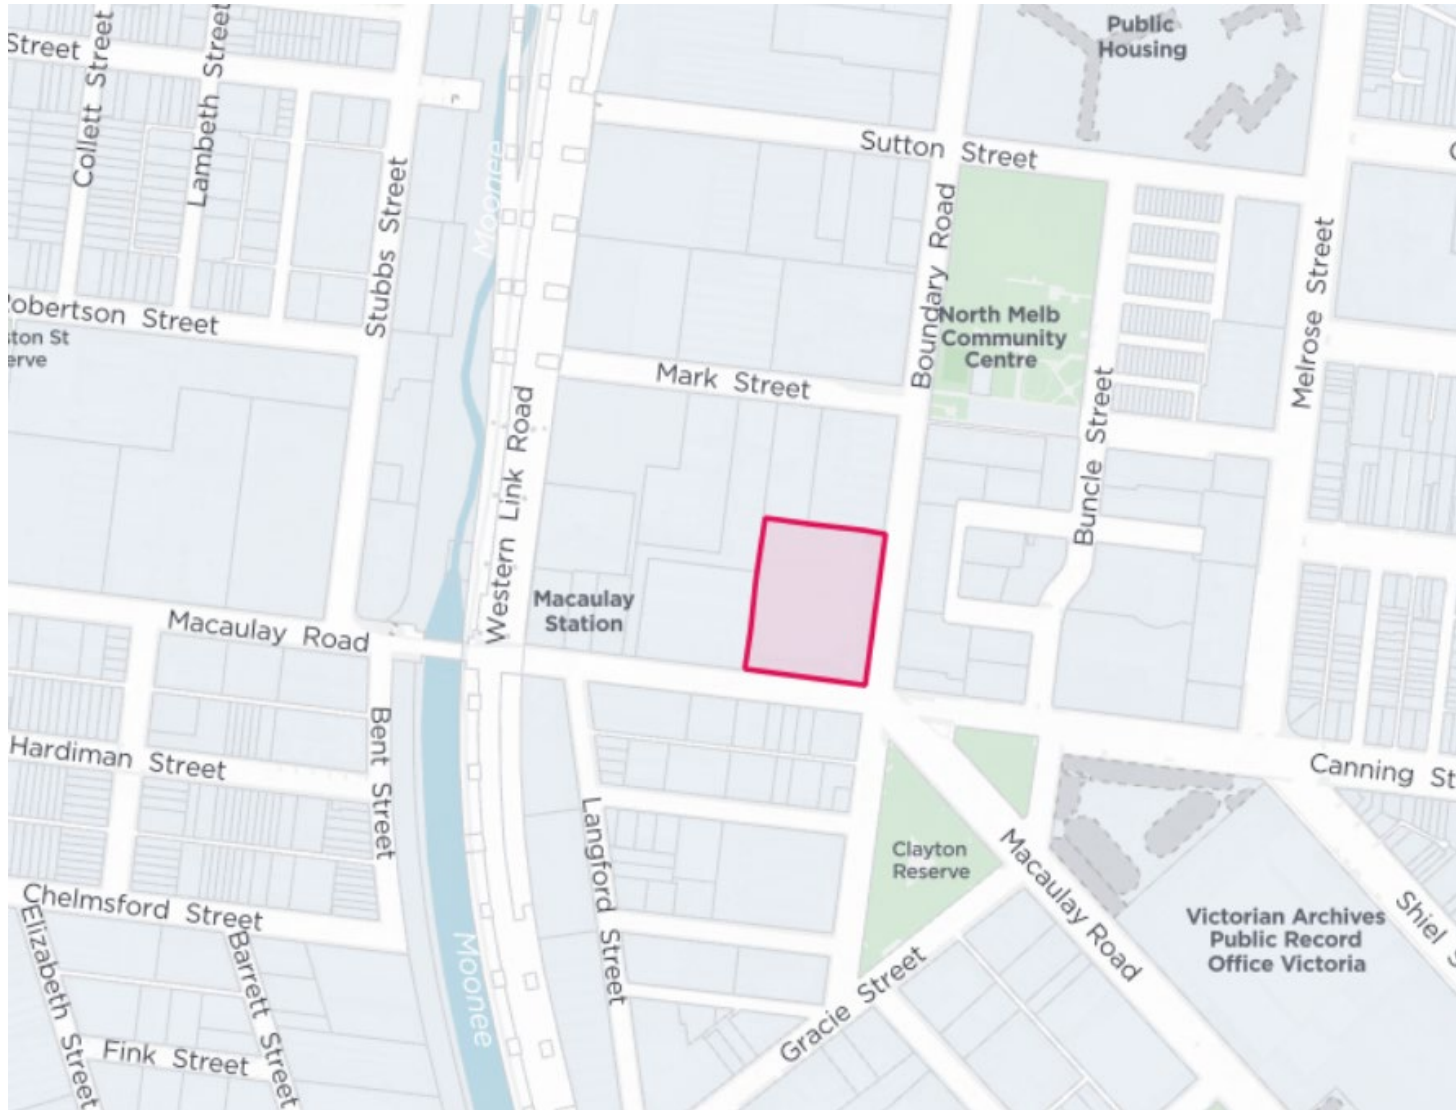 Public
Housing
Street
Collett Street
Lambeth Street
Sutton Street
Stubbs Street
Moonee
Boundary Road
Melrose Street
obertson Street
ston St
erve
North Melb
Community
Centre
Mark Street
Buncle Street
Western Link Road
Macaulay
Station
Macaulay Road
Bent Street
Hardiman Street
Canning St
Langford Street
Clayton
Reserve
Macaulay Road
Shiel S
Chelmsford Street
Victorian Archives
Public Record
Office Victoria
Elizabeth Street
Barrett Street
Moonee
Gracie Street
Fink Street